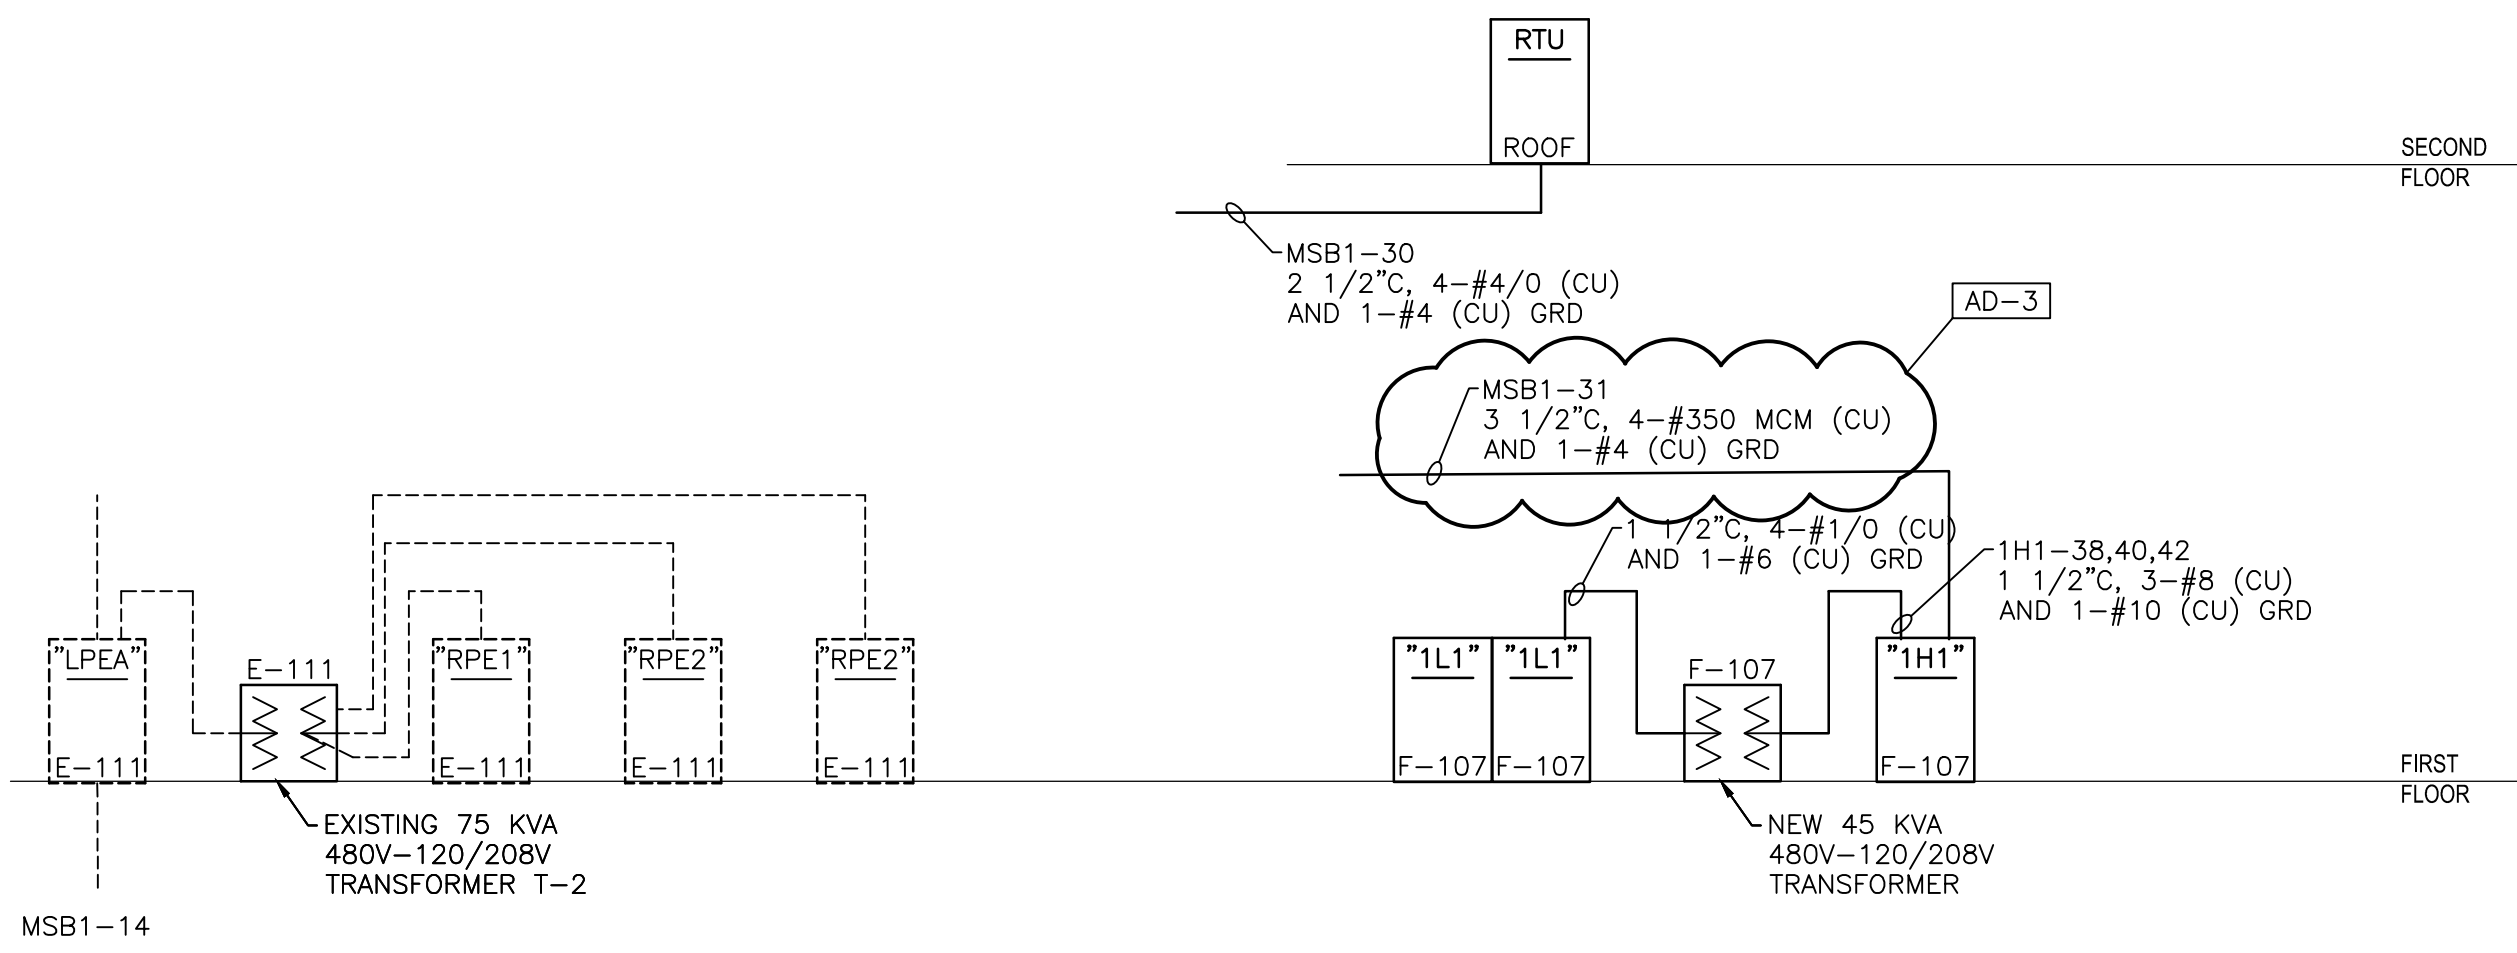 RTU
ROOF
SECOND
FLOOR
MSB1-30
2 1/2"C, 4-#4/0 (CU)
AND 1-#4 (CU) GRD
AD-3
MSB1-31
3 1/2"C, 4-#350 MCM (CU)
AND 1-#4 (CU) GRD
1 1/2"C, 4-#1/0 (CU)
AND 1-#6 (CU) GRD
1H1-38,40,42
1 1/2"C, 3-#8 (CU)
AND 1-#10 (CU) GRD
"LPEA"
E-111
E-111
"RPE1"
E-111
"RPE2"
E-111
"RPE2"
E-111
"1L1"
F-107
"1L1"
F-107
F-107
"1H1"
F-107
FIRST
FLOOR
EXISTING 75 KVA
480V-120/208V
TRANSFORMER T-2
NEW 45 KVA
480V-120/208V
TRANSFORMER
MSB1-14